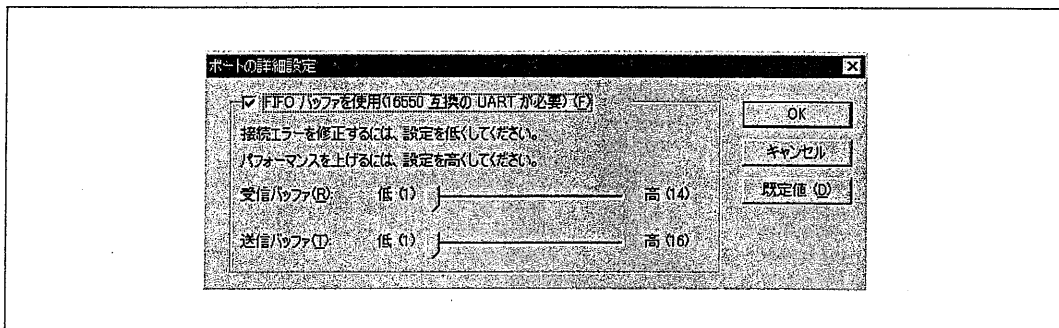 ポートの詳細設定
FIFO バッファを使用(16550 互換の UART が必要) (F)
接続エラーを修正するには、設定を低くしてください。
パフォーマンスを上げるには、設定を高くしてください。
受信バッファ(R): 低 (1) 高 (14)
送信バッファ(T): 低 (1) 高 (16)
OK
キャンセル
既定値 (D)